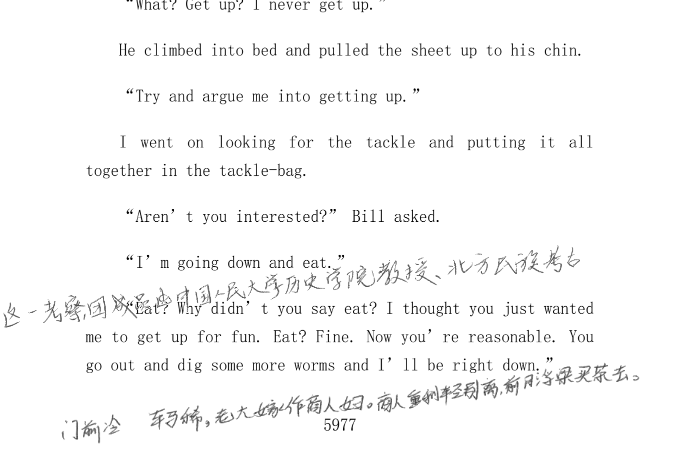 “What? Get up? I never get up.”
He climbed into bed and pulled the sheet up to his chin.
“Try and argue me into getting up.”
I went on looking for the tackle and putting it all
together in the tackle-bag.
“Aren’t you interested?” Bill asked.
“I’m going down and eat.”
这一考察团成员由中国人民大学历史学院教授、北方民族考古
“Eat? Why didn’t you say eat? I thought you just wanted
me to get up for fun. Eat? Fine. Now you’re reasonable. You
go out and dig some more worms and I’ll be right down.”
门前冷 车马稀,老大嫁作商人妇。商人重利轻别离,前月浮梁买茶去。
5977